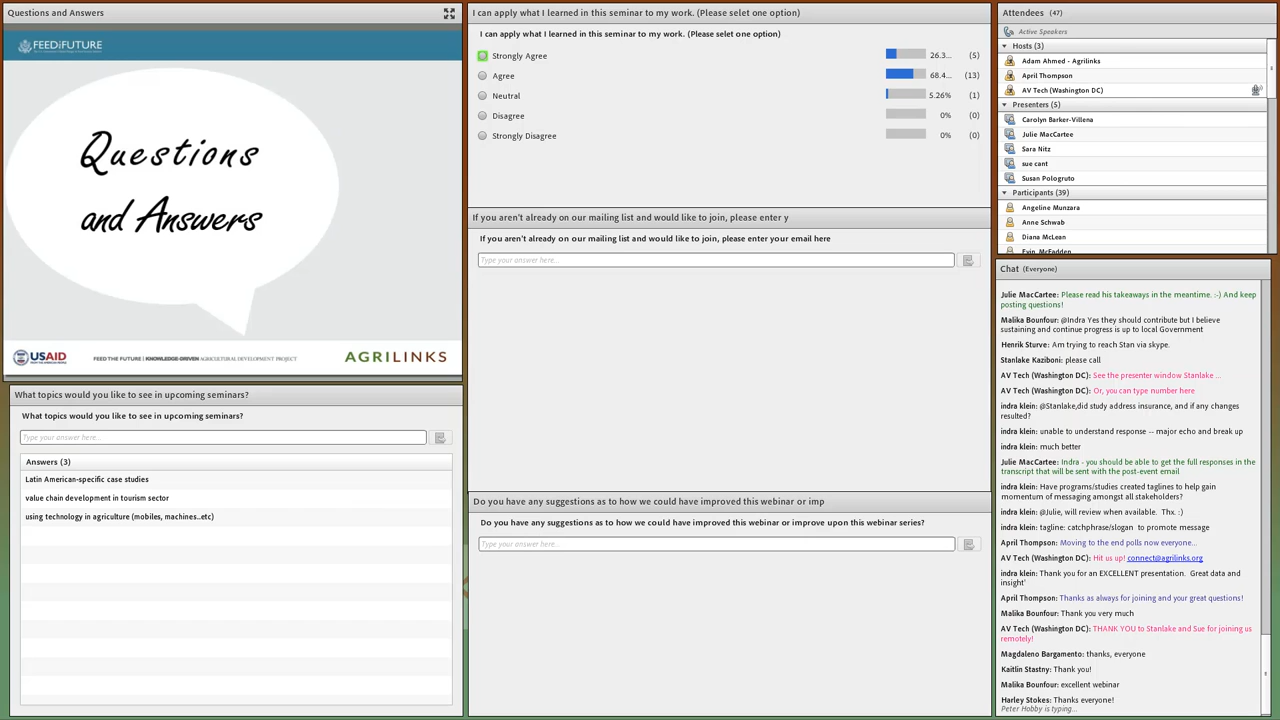 Questions and Answers
FEED THE FUTURE
Questions
and Answers
USAID
FROM THE AMERICAN PEOPLE
FEED THE FUTURE | KNOWLEDGE-DRIVEN AGRICULTURAL DEVELOPMENT PROJECT
AGRILINKS
What topics would you like to see in upcoming seminars?
What topics would you like to see in upcoming seminars?
Type your answer here...
Answers (3)
Latin American-specific case studies
value chain development in tourism sector
using technology in agriculture (mobiles, machines..etc)
I can apply what I learned in this seminar to my work. (Please selet one option)
I can apply what I learned in this seminar to my work. (Please selet one option)
Strongly Agree 26.3... (5)
Agree 68.4... (13)
Neutral 5.26% (1)
Disagree 0% (0)
Strongly Disagree 0% (0)
If you aren't already on our mailing list and would like to join, please enter y
If you aren't already on our mailing list and would like to join, please enter your email here
Type your answer here...
Do you have any suggestions as to how we could have improved this webinar or imp
Do you have any suggestions as to how we could have improved this webinar or improve upon this webinar series?
Type your answer here...
Attendees (47)
Active Speakers
Hosts (3)
Adam Ahmed - Agrilinks
April Thompson
AV Tech (Washington DC)
Presenters (5)
Carolyn Barker-Villena
Julie MacCartee
Sara Nitz
sue cant
Susan Pologruto
Participants (39)
Angeline Munzara
Anne Schwab
Diana McLean
Evin McFadden
Chat (Everyone)
Julie MacCartee: Please read his takeaways in the meantime. :-) And keep
posting questions!
Malika Bounfour: @Indra Yes they should contribute but I believe
sustaining and continue progress is up to local Government
Henrik Sturve: Am trying to reach Stan via skype.
Stanlake Kaziboni: please call
AV Tech (Washington DC): See the presenter window Stanlake ...
AV Tech (Washington DC): Or, you can type number here
indra klein: @Stanlake,did study address insurance, and if any changes
resulted?
indra klein: unable to understand response -- major echo and break up
indra klein: much better
Julie MacCartee: Indra - you should be able to get the full responses in the
transcript that will be sent with the post-event email
indra klein: Have programs/studies created taglines to help gain
momentum of messaging amongst all stakeholders?
indra klein: @Julie, will review when available.  Thx. :)
indra klein: tagline: catchphrase/slogan  to promote message
April Thompson: Moving to the end polls now everyone...
AV Tech (Washington DC): Hit us up! connect@agrilinks.org
indra klein: Thank you for an EXCELLENT presentation.  Great data and
insight'
April Thompson: Thanks as always for joining and your great questions!
Malika Bounfour: Thank you very much
AV Tech (Washington DC): THANK YOU to Stanlake and Sue for joining us
remotely!
Magdaleno Bargamento: thanks, everyone
Kaitlin Stastny: Thank you!
Malika Bounfour: excellent webinar
Harley Stokes: Thanks everyone!
Peter Hobby is typing...